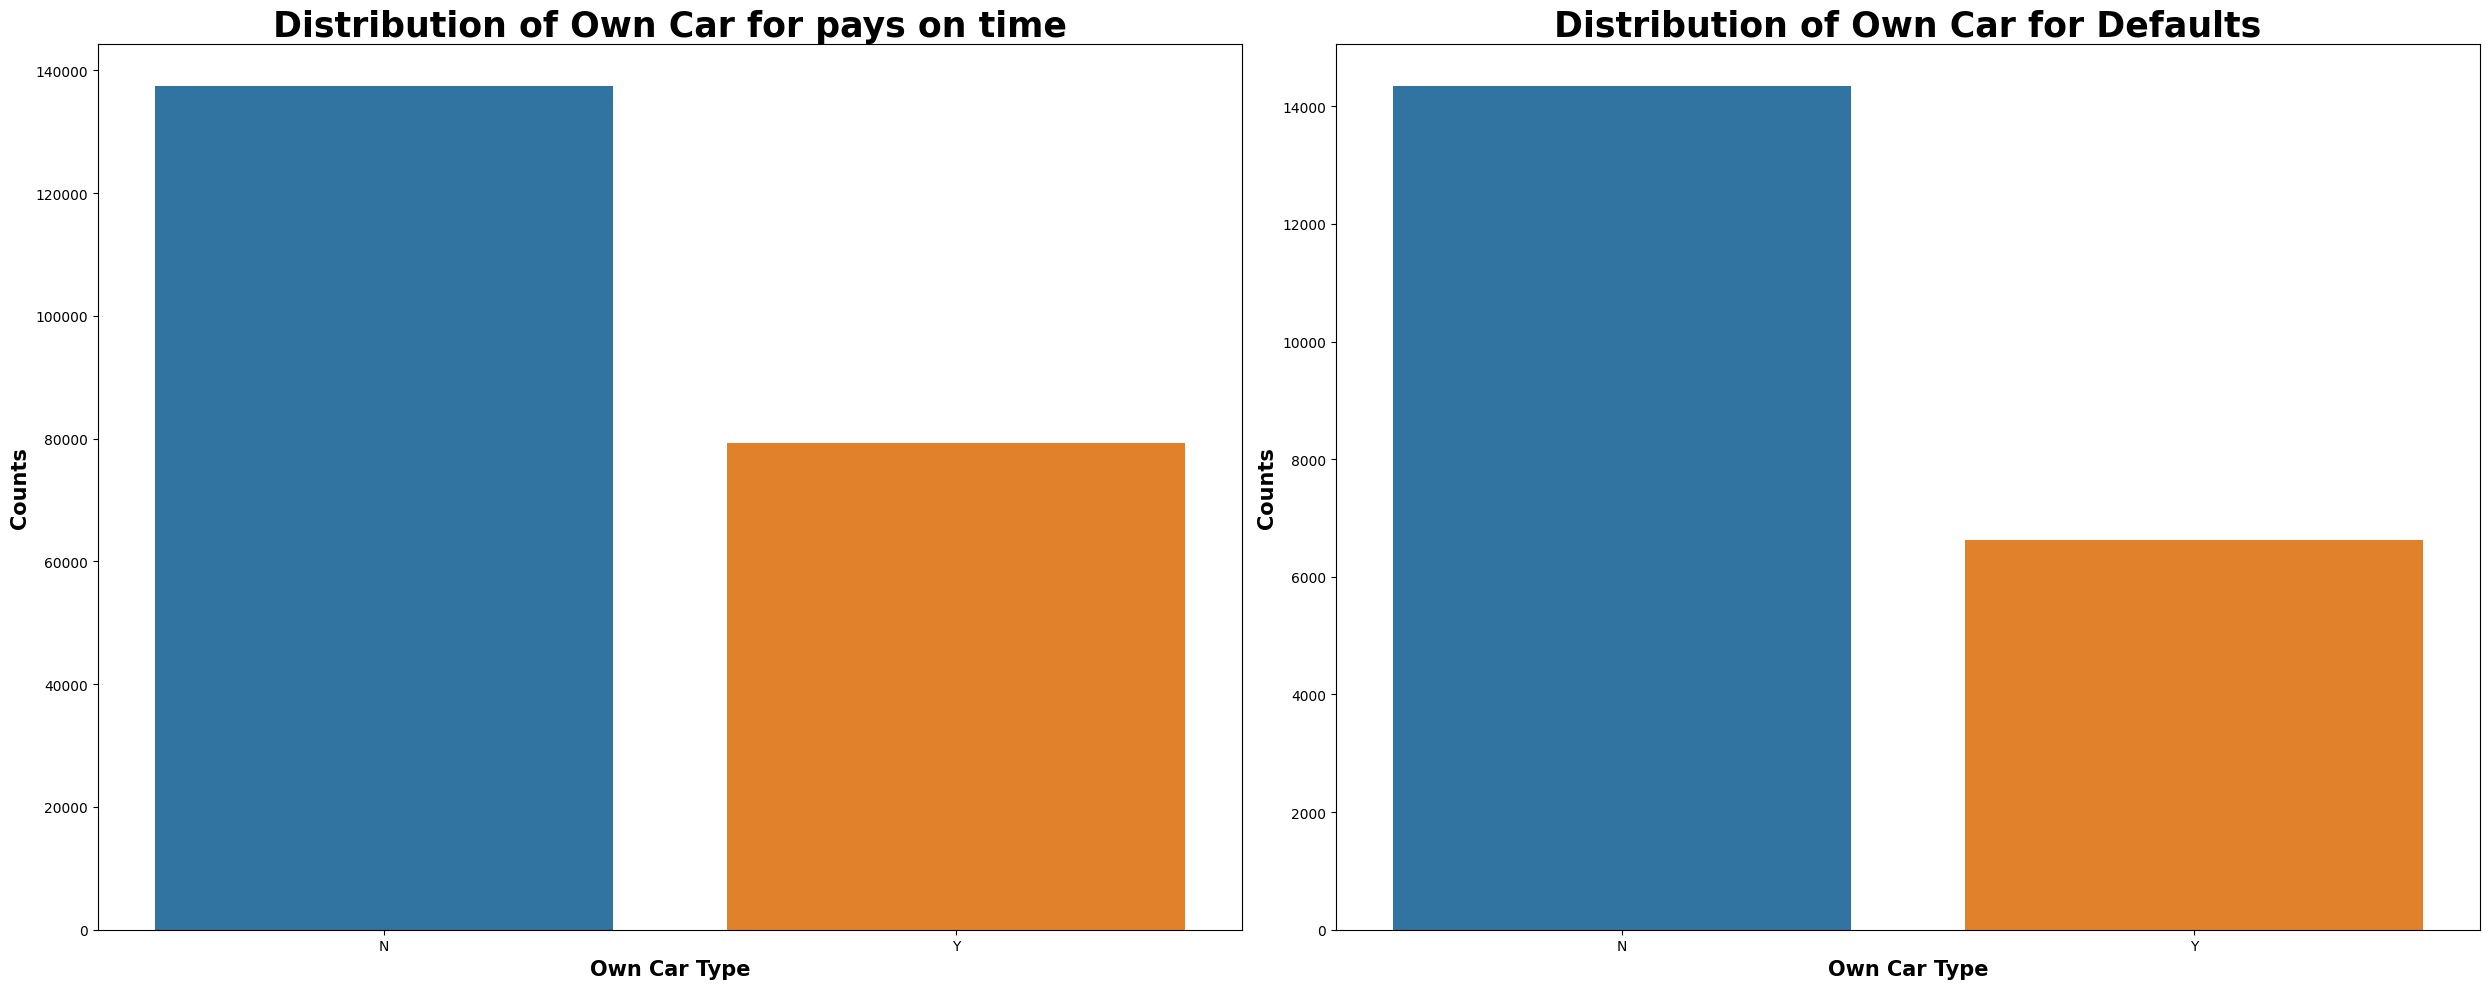 Distribution of Own Car for pays on time
140000
120000
100000
80000
60000
40000
20000
0
Counts
N Y
Own Car Type
Distribution of Own Car for Defaults
14000
12000
10000
8000
6000
4000
2000
0
Counts
N Y
Own Car Type